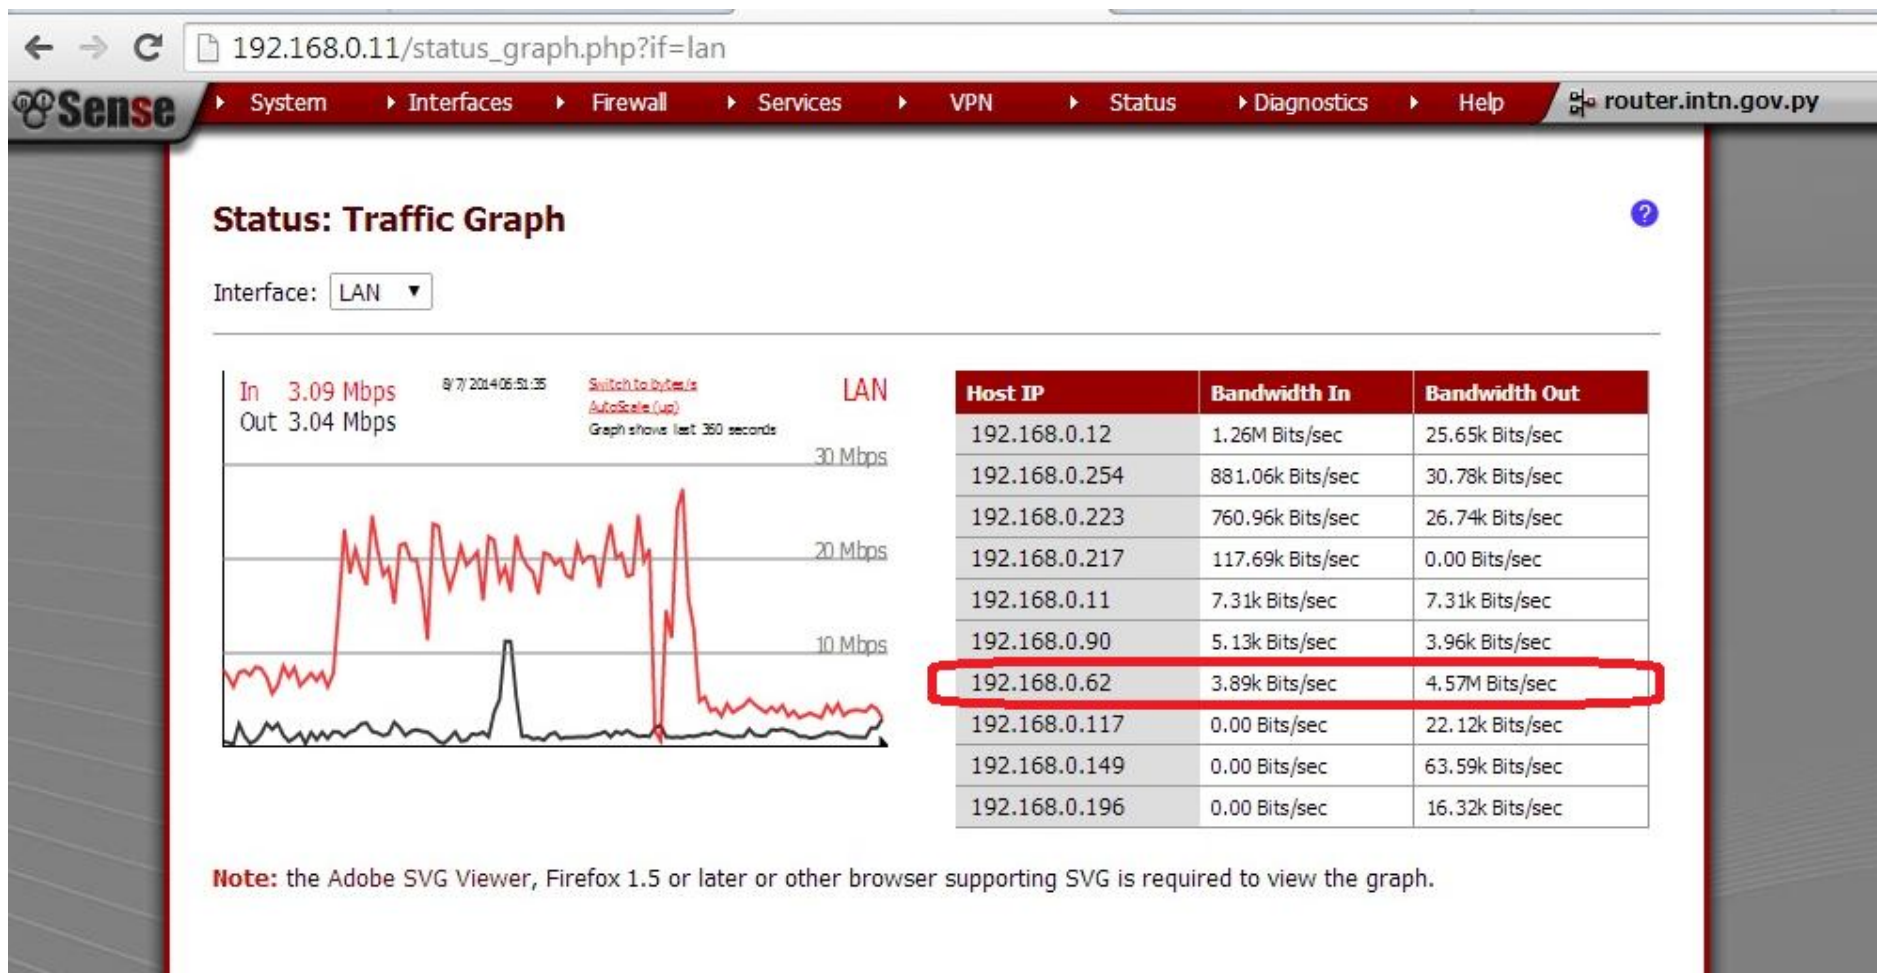 192.168.0.11/status_graph.php?if=lan
Sense System Interfaces Firewall Services VPN Status Diagnostics Help router.intn.gov.py
Status: Traffic Graph
?
Interface: LAN
In 3.09 Mbps
Out 3.04 Mbps
8/7/2014 06:51:35
Switch to bytes/s
AutoScale (up)
Graph shows last 360 seconds
LAN
30 Mbps
20 Mbps
10 Mbps
Host IP Bandwidth In Bandwidth Out
192.168.0.12 1.26M Bits/sec 25.65k Bits/sec
192.168.0.254 881.06k Bits/sec 30.78k Bits/sec
192.168.0.223 760.96k Bits/sec 26.74k Bits/sec
192.168.0.217 117.69k Bits/sec 0.00 Bits/sec
192.168.0.11 7.31k Bits/sec 7.31k Bits/sec
192.168.0.90 5.13k Bits/sec 3.96k Bits/sec
192.168.0.62 3.89k Bits/sec 4.57M Bits/sec
192.168.0.117 0.00 Bits/sec 22.12k Bits/sec
192.168.0.149 0.00 Bits/sec 63.59k Bits/sec
192.168.0.196 0.00 Bits/sec 16.32k Bits/sec
Note: the Adobe SVG Viewer, Firefox 1.5 or later or other browser supporting SVG is required to view the graph.